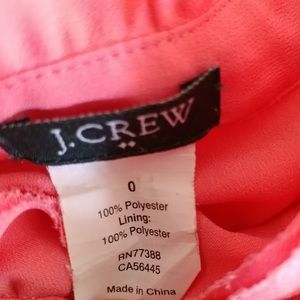 J.CREW
0
100% Polyester
Lining:
100% Polyester
RN77388
CA56445
Made in China